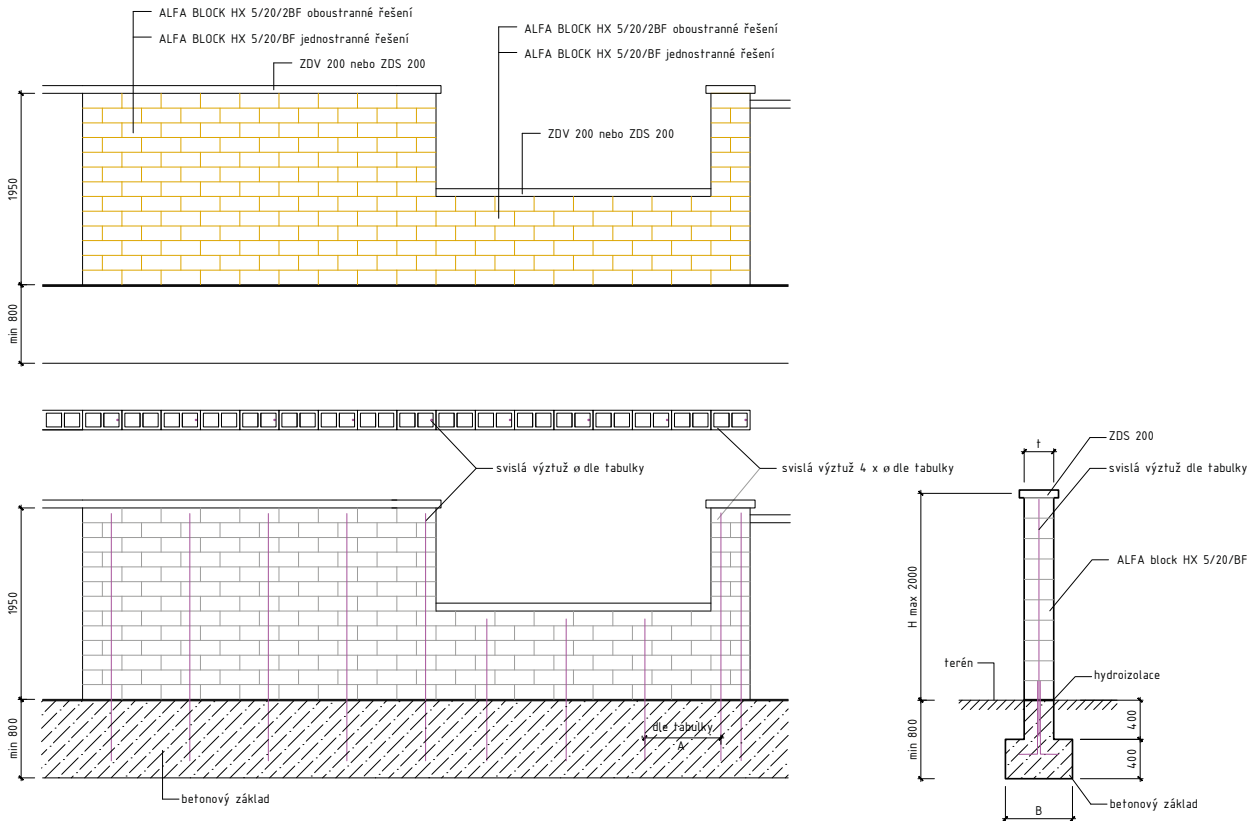 ALFA BLOCK HX 5/20/2BF oboustranné řešení
ALFA BLOCK HX 5/20/BF jednostranné řešení
ZDV 200 nebo ZDS 200
ALFA BLOCK HX 5/20/2BF oboustranné řešení
ALFA BLOCK HX 5/20/BF jednostranné řešení
ZDV 200 nebo ZDS 200
1950
min 800
svislá výztuž ø dle tabulky
svislá výztuž 4 x ø dle tabulky
1950
min 800
dle tabulky
A
betonový základ
t
ZDS 200
svislá výztuž dle tabulky
H max 2000
ALFA block HX 5/20/BF
terén
hydroizolace
min 800
400
400
B
betonový základ